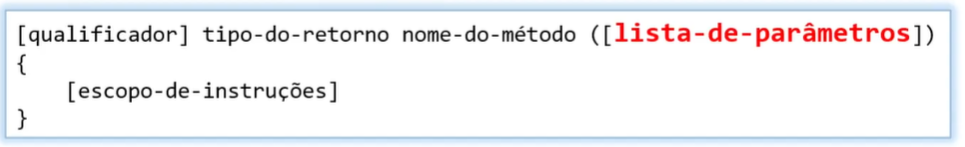 [qualificador] tipo-do-retorno nome-do-método ([lista-de-parâmetros])
{
[escopo-de-instruções]
}